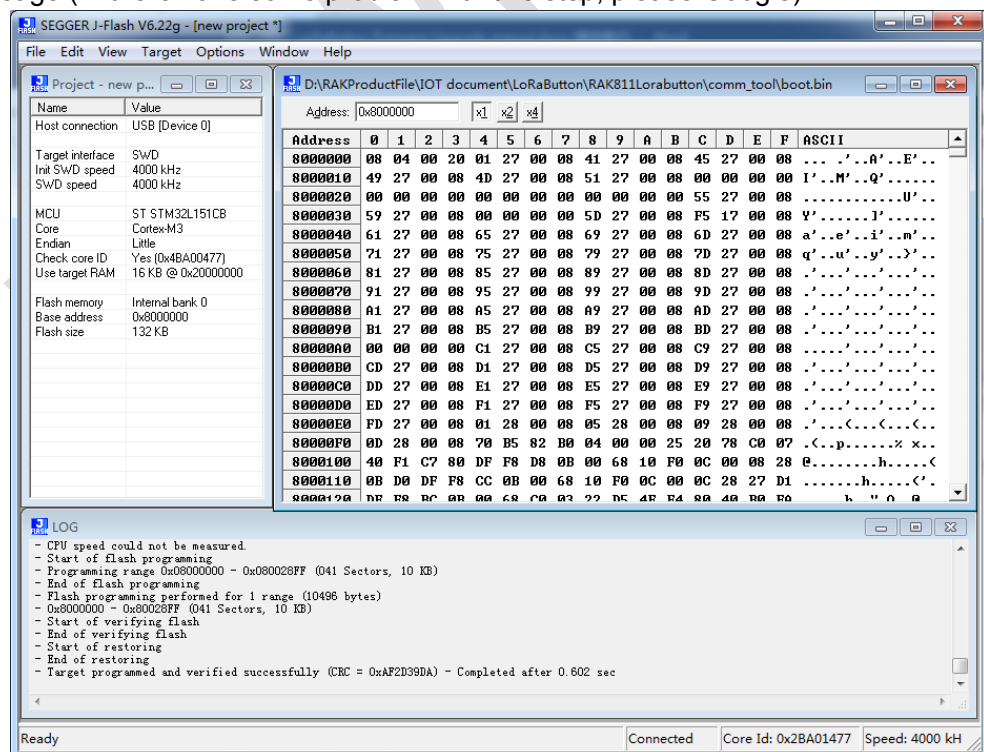 SEGGER J-Flash V6.22g - [new project *]
File Edit View Target Options Window Help
Project - new p...
Name Value
Host connection USB [Device 0]
Target interface SWD
Init SWD speed 4000 kHz
SWD speed 4000 kHz
MCU ST STM32L151CB
Core Cortex-M3
Endian Little
Check core ID Yes (0x4BA00477)
Use target RAM 16 KB @ 0x20000000
Flash memory Internal bank 0
Base address 0x8000000
Flash size 132 KB
D:\RAKProductFile\IOT document\LoRaButton\RAK811Lorabutton\comm_tool\boot.bin
Address: 0x8000000 x1 x2 x4
Address 0 1 2 3 4 5 6 7 8 9 A B C D E F ASCII
8000000 08 04 00 20 01 27 00 08 41 27 00 08 45 27 00 08 ... .'..A'..E'..
8000010 49 27 00 08 4D 27 00 08 51 27 00 08 00 00 00 00 I'..M'..Q'......
8000020 00 00 00 00 00 00 00 00 00 00 00 00 55 27 00 08 ............U'..
8000030 59 27 00 08 00 00 00 00 5D 27 00 08 F5 17 00 08 Y'......]'......
8000040 61 27 00 08 65 27 00 08 69 27 00 08 6D 27 00 08 a'..e'..i'..m'..
8000050 71 27 00 08 75 27 00 08 79 27 00 08 7D 27 00 08 q'..u'..y'..}'..
8000060 81 27 00 08 85 27 00 08 89 27 00 08 8D 27 00 08 .'...'...'...'..
8000070 91 27 00 08 95 27 00 08 99 27 00 08 9D 27 00 08 .'...'...'...'..
8000080 A1 27 00 08 A5 27 00 08 A9 27 00 08 AD 27 00 08 .'...'...'...'..
8000090 B1 27 00 08 B5 27 00 08 B9 27 00 08 BD 27 00 08 .'...'...'...'..
80000A0 00 00 00 00 C1 27 00 08 C5 27 00 08 C9 27 00 08 .....'...'...'..
80000B0 CD 27 00 08 D1 27 00 08 D5 27 00 08 D9 27 00 08 .'...'...'...'..
80000C0 DD 27 00 08 E1 27 00 08 E5 27 00 08 E9 27 00 08 .'...'...'...'..
80000D0 ED 27 00 08 F1 27 00 08 F5 27 00 08 F9 27 00 08 .'...'...'...'..
80000E0 FD 27 00 08 01 28 00 08 05 28 00 08 09 28 00 08 .'...(...(...(..
80000F0 0D 28 00 08 70 B5 82 B0 04 00 00 25 20 78 C0 07 .(..p......% x..
8000100 40 F1 C7 80 DF F8 D8 0B 00 68 10 F0 0C 00 08 28 @........h.....(
8000110 0B D0 DF F8 CC 0B 00 68 10 F0 0C 00 0C 28 27 D1 .......h.....('.
8000120 DF F8 BC 0B 00 68 C0 03 22 D5 4F F4 80 40 B0 FA
LOG
- CPU speed could not be measured.
- Start of flash programming
- Programming range 0x08000000 - 0x080028FF (041 Sectors, 10 KB)
- End of flash programming
- Flash programming performed for 1 range (10496 bytes)
- 0x8000000 - 0x80028FF (041 Sectors, 10 KB)
- Start of verifying flash
- End of verifying flash
- Start of restoring
- End of restoring
- Target programmed and verified successfully (CRC = 0xAF2D39DA) - Completed after 0.602 sec
Ready Connected Core Id: 0x2BA01477 Speed: 4000 kH